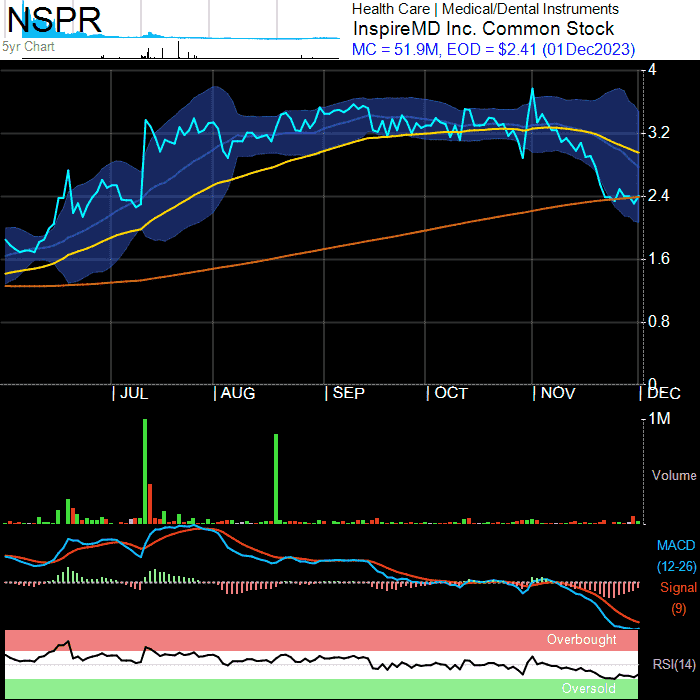 NSPR
5yr Chart
Health Care | Medical/Dental Instruments
InspireMD Inc. Common Stock
MC = 51.9M, EOD = $2.41 (01Dec2023)
4
3.2
2.4
1.6
0.8
0
JUL AUG SEP OCT NOV DEC
1M
Volume
MACD
(12-26)
Signal
(9)
Overbought
RSI(14)
Oversold